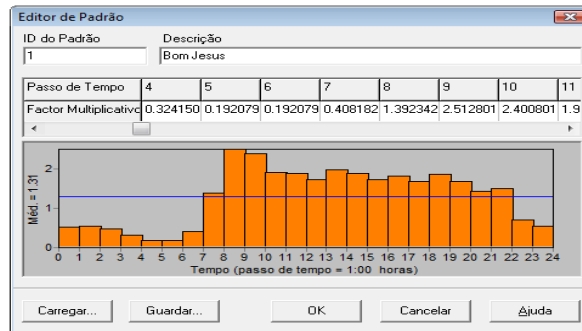 Editor de Padrão
ID do Padrão Descrição
1 Bom Jesus
Passo de Tempo 4 5 6 7 8 9 10 11
Factor Multiplicativo 0.324150 0.192079 0.192079 0.408182 1.392342 2.512801 2.400801 1.9
2
1
0
Méd. = 1.31
0 1 2 3 4 5 6 7 8 9 10 11 12 13 14 15 16 17 18 19 20 21 22 23 24
Tempo (passo de tempo = 1:00 horas)
Carregar... Guardar... OK Cancelar Ajuda